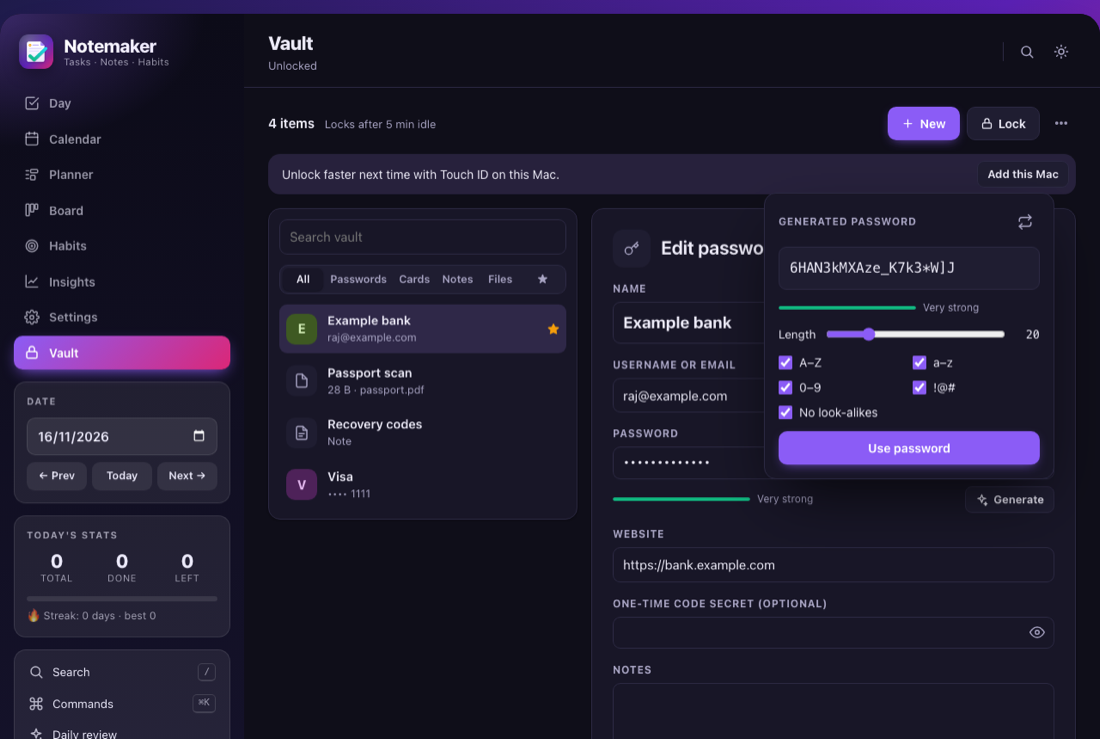 Notemaker
Tasks · Notes · Habits
Day
Calendar
Planner
Board
Habits
Insights
Settings
Vault
DATE
16/11/2026
← Prev
Today
Next →
TODAY'S STATS
0 0 0
TOTAL DONE LEFT
🔥 Streak: 0 days · best 0
Search /
Commands ⌘K
Daily review
Vault
Unlocked
4 items Locks after 5 min idle
+ New
Lock
Unlock faster next time with Touch ID on this Mac.
Add this Mac
Search vault
All Passwords Cards Notes Files ★
E
Example bank
raj@example.com
Passport scan
28 B · passport.pdf
Recovery codes
Note
V
Visa
•••• 1111
Edit passwo
NAME
Example bank
USERNAME OR EMAIL
raj@example.com
PASSWORD
•••••••••••••
Very strong
Generate
WEBSITE
https://bank.example.com
ONE-TIME CODE SECRET (OPTIONAL)
NOTES
GENERATED PASSWORD
6HAN3kMXAze_K7k3*W]J
Very strong
Length 20
A–Z a–z
0–9 !@#
No look-alikes
Use password